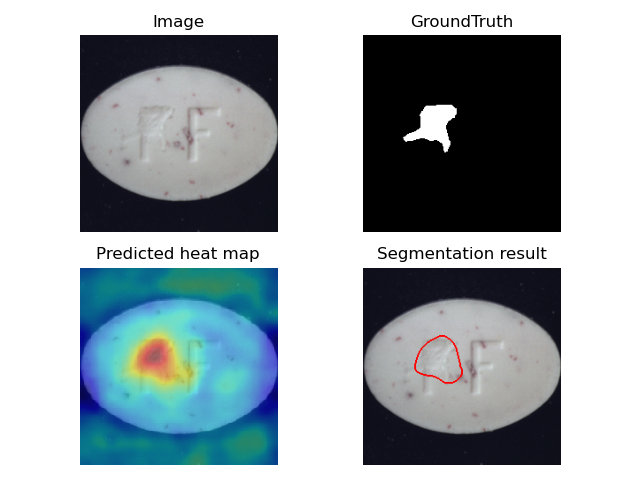 Image
GroundTruth
F F
Predicted heat map
Segmentation result
F
F